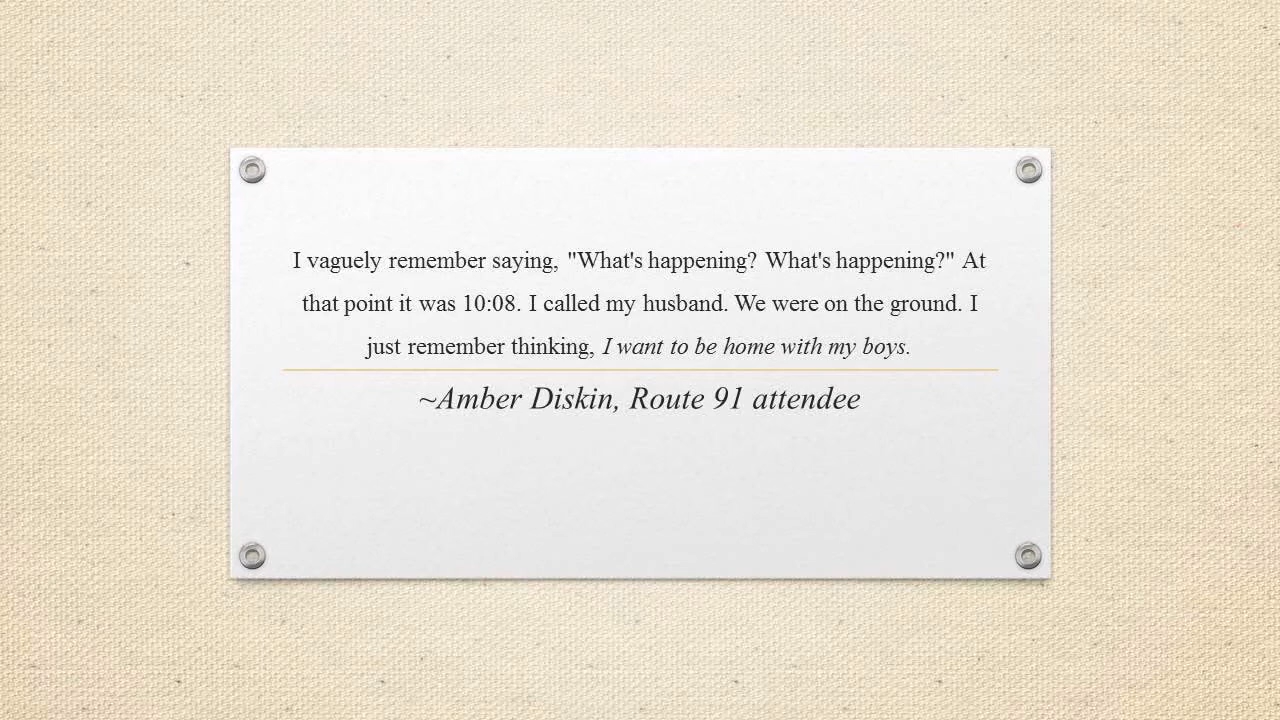 I vaguely remember saying, "What's happening? What's happening?" At
that point it was 10:08. I called my husband. We were on the ground. I
just remember thinking, I want to be home with my boys.
~Amber Diskin, Route 91 attendee